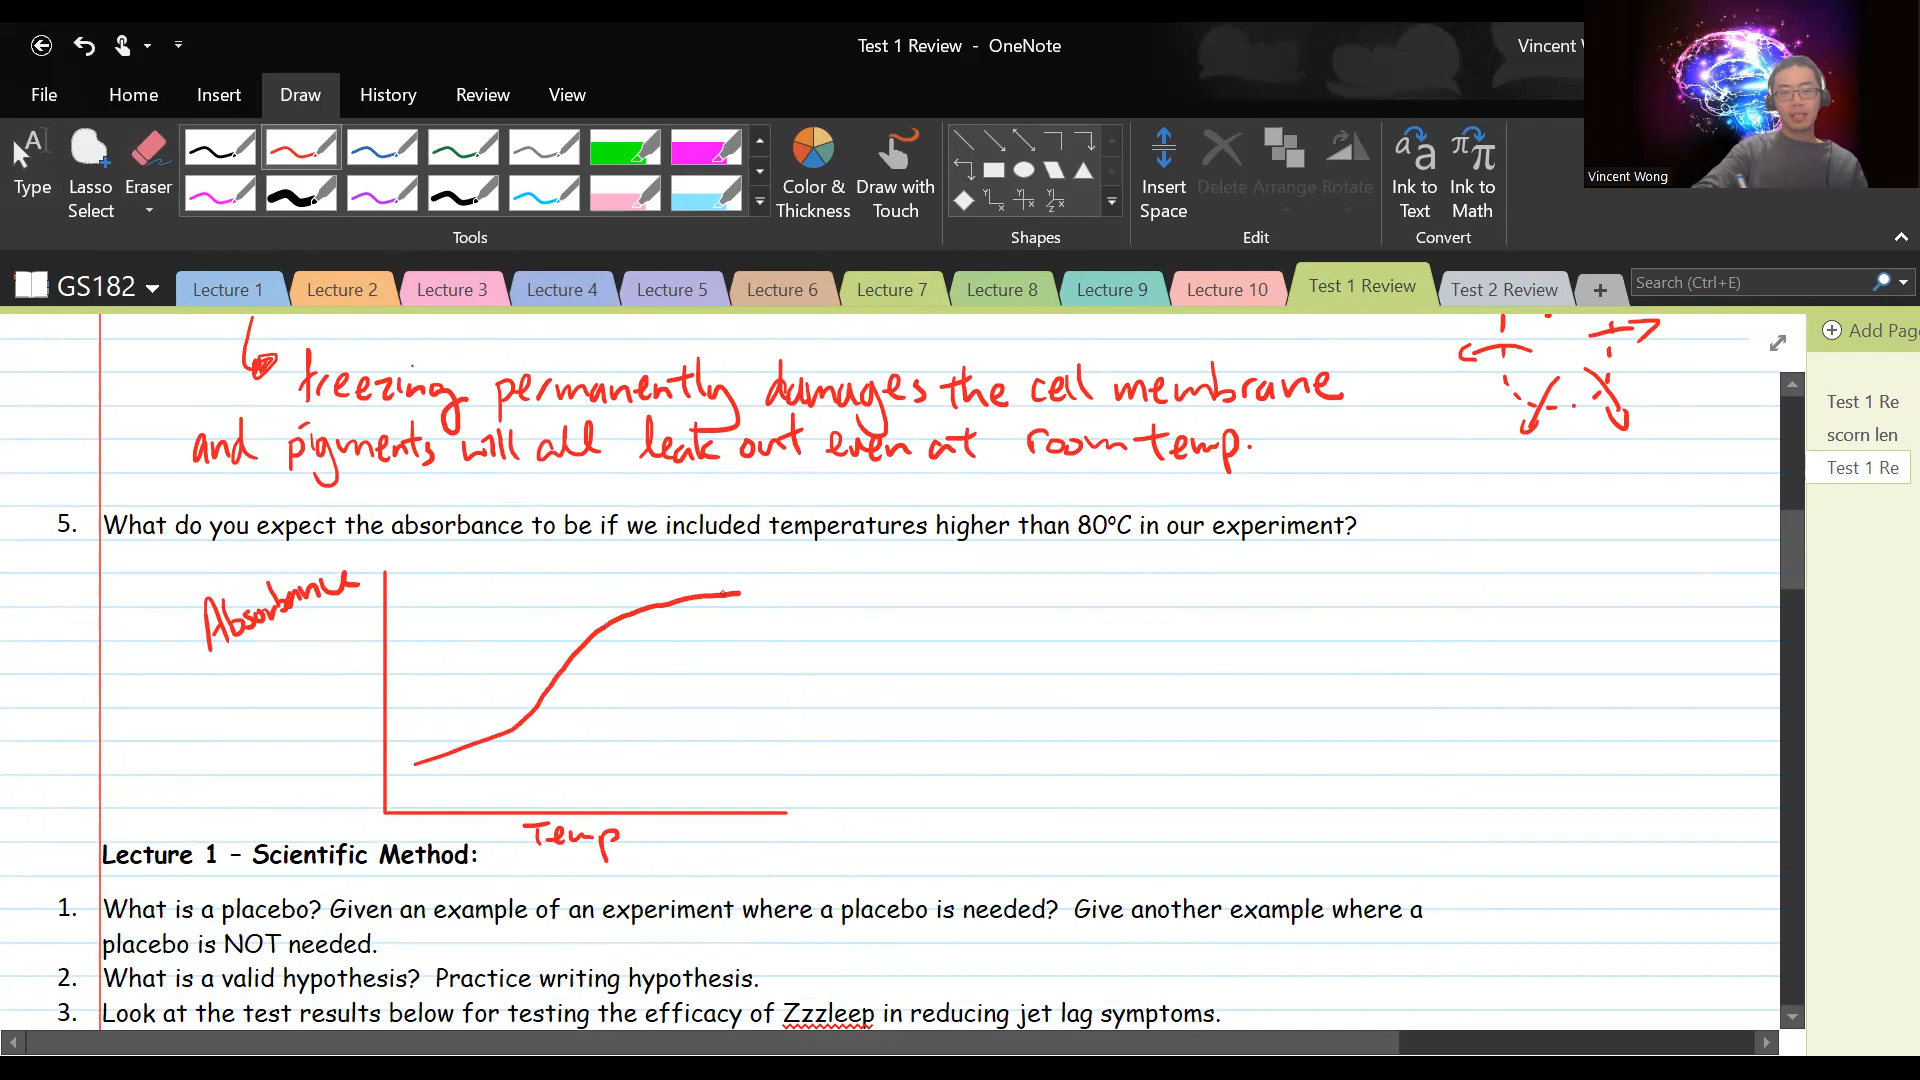 Test 1 Review - OneNote
Vincent W
File Home Insert Draw History Review View
Type
Lasso Select
Eraser
Color & Thickness
Draw with Touch
Insert Space
Delete Arrange Rotate
Ink to Text
Ink to Math
Tools
Shapes
Edit
Convert
Vincent Wong
GS182
Lecture 1 Lecture 2 Lecture 3 Lecture 4 Lecture 5 Lecture 6 Lecture 7 Lecture 8 Lecture 9 Lecture 10 Test 1 Review Test 2 Review
Search (Ctrl+E)
Add Pag
Test 1 Re
scorn len
Test 1 Re
freezing permanently damages the cell membrane
and pigments will all leak out even at room temp.
5. What do you expect the absorbance to be if we included temperatures higher than 80°C in our experiment?
Absorbance
Temp
Lecture 1 – Scientific Method:
1. What is a placebo? Given an example of an experiment where a placebo is needed? Give another example where a
placebo is NOT needed.
2. What is a valid hypothesis? Practice writing hypothesis.
3. Look at the test results below for testing the efficacy of Zzzleep in reducing jet lag symptoms.